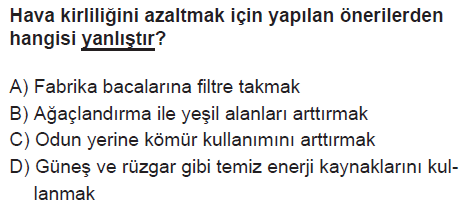 Hava kirliliğini azaltmak için yapılan önerilerden
hangisi yanlıştır?
A) Fabrika bacalarına filtre takmak
B) Ağaçlandırma ile yeşil alanları arttırmak
C) Odun yerine kömür kullanımını arttırmak
D) Güneş ve rüzgar gibi temiz enerji kaynaklarını kul-
lanmak